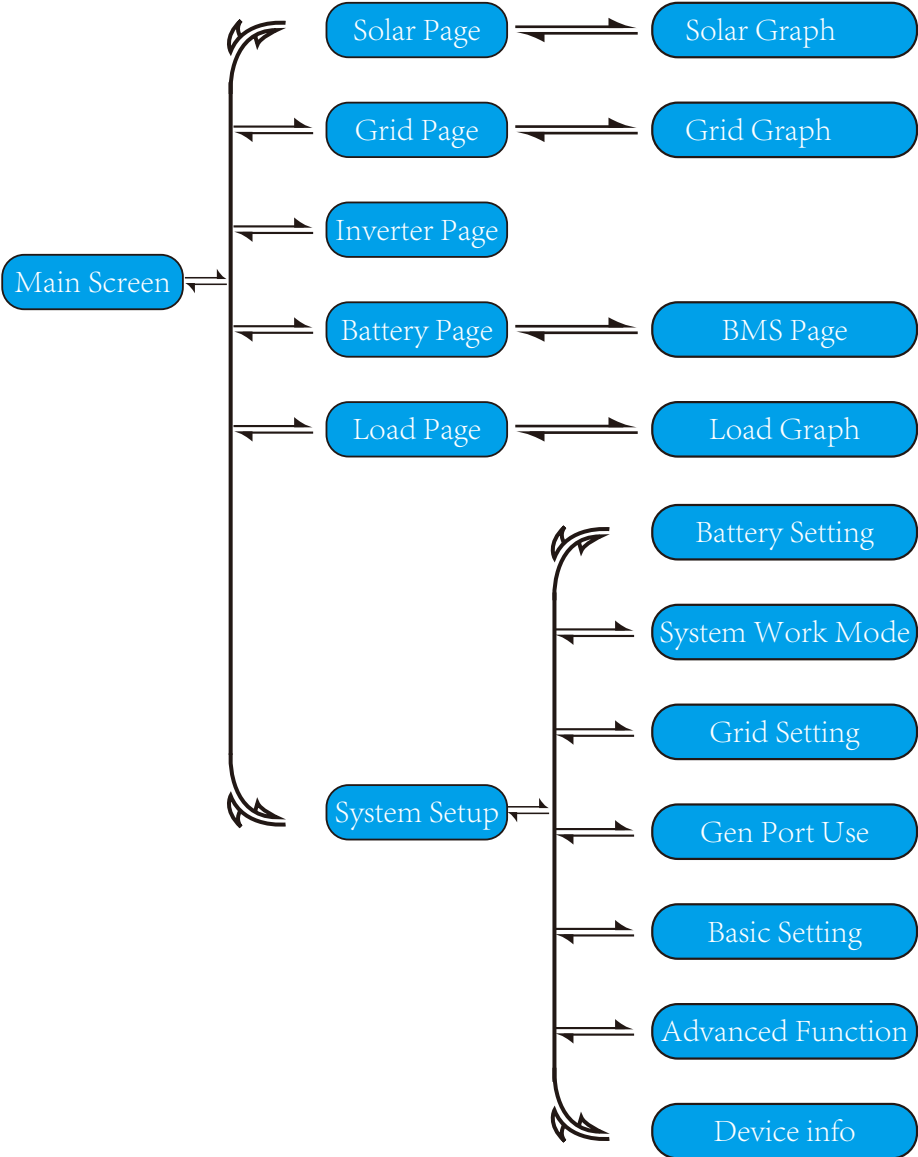 Solar Page
Solar Graph
Grid Page
Grid Graph
Inverter Page
Main Screen
Battery Page
BMS Page
Load Page
Load Graph
Battery Setting
System Work Mode
Grid Setting
System Setup
Gen Port Use
Basic Setting
Advanced Function
Device info